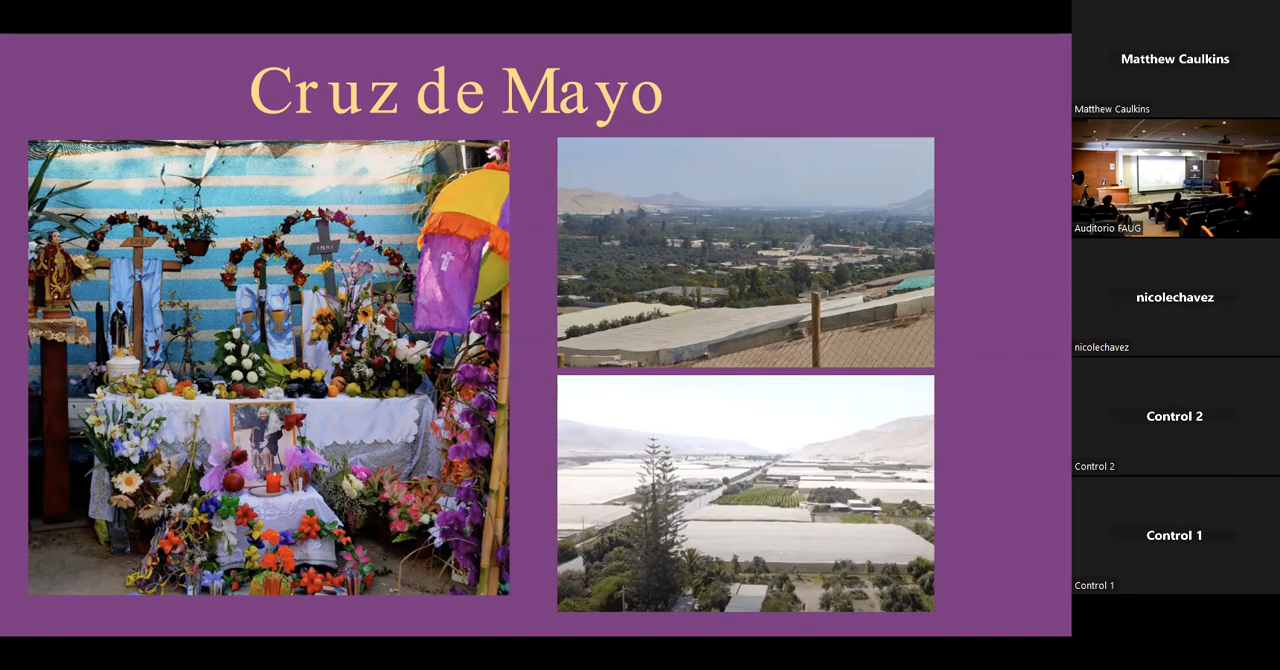 Cruz de Mayo
INRI
INRI
Matthew Caulkins
Matthew Caulkins
Auditorio FAUG
nicolechavez
nicolechavez
Control 2
Control 2
Control 1
Control 1